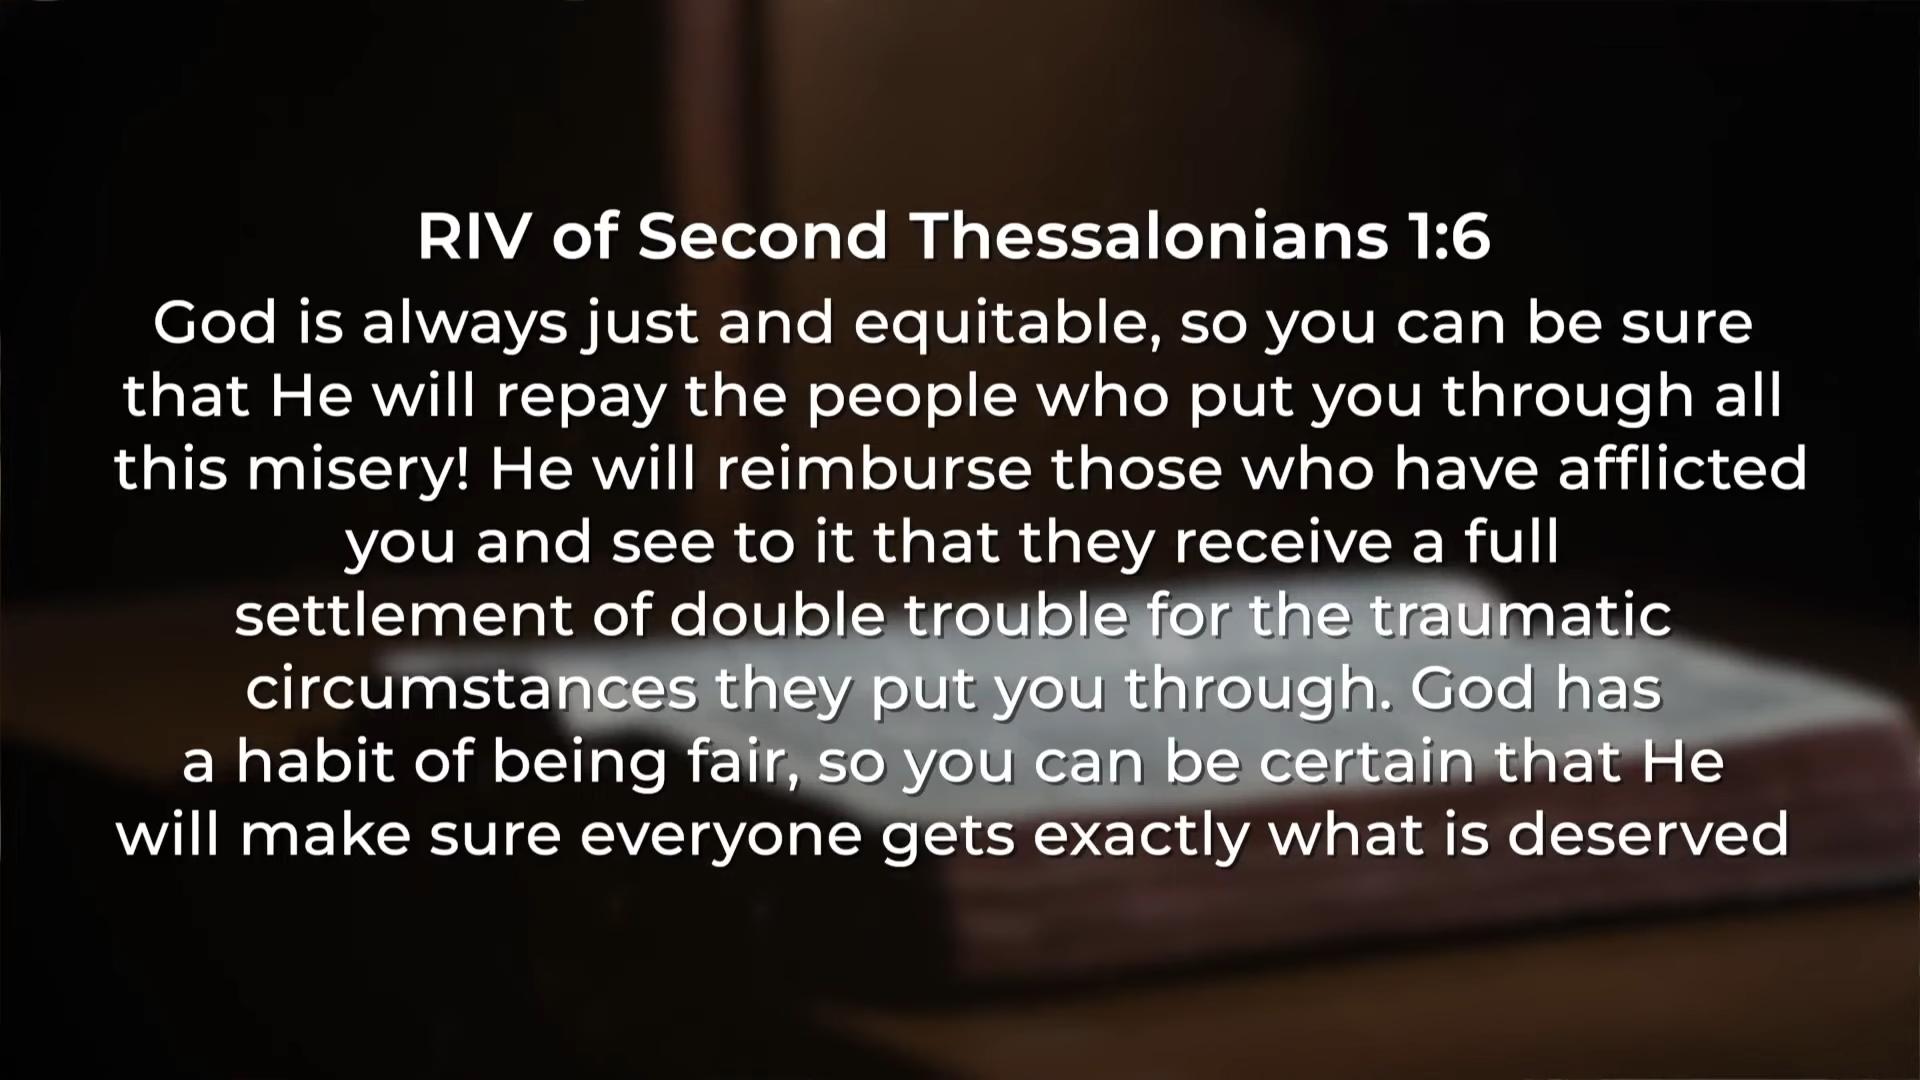 RIV of Second Thessalonians 1:6
God is always just and equitable, so you can be sure
that He will repay the people who put you through all
this misery! He will reimburse those who have afflicted
you and see to it that they receive a full
settlement of double trouble for the traumatic
circumstances they put you through. God has
a habit of being fair, so you can be certain that He
will make sure everyone gets exactly what is deserved